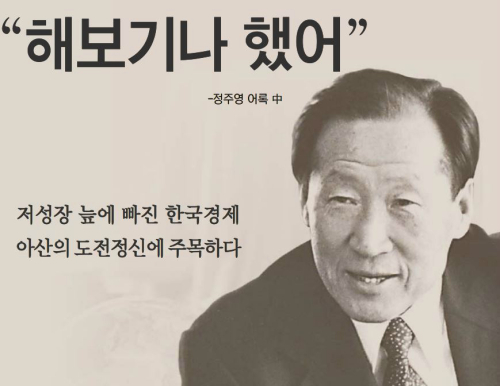 “해보기나 했어”
-정주영 어록 中
저성장 늪에 빠진 한국경제
아산의 도전정신에 주목하다